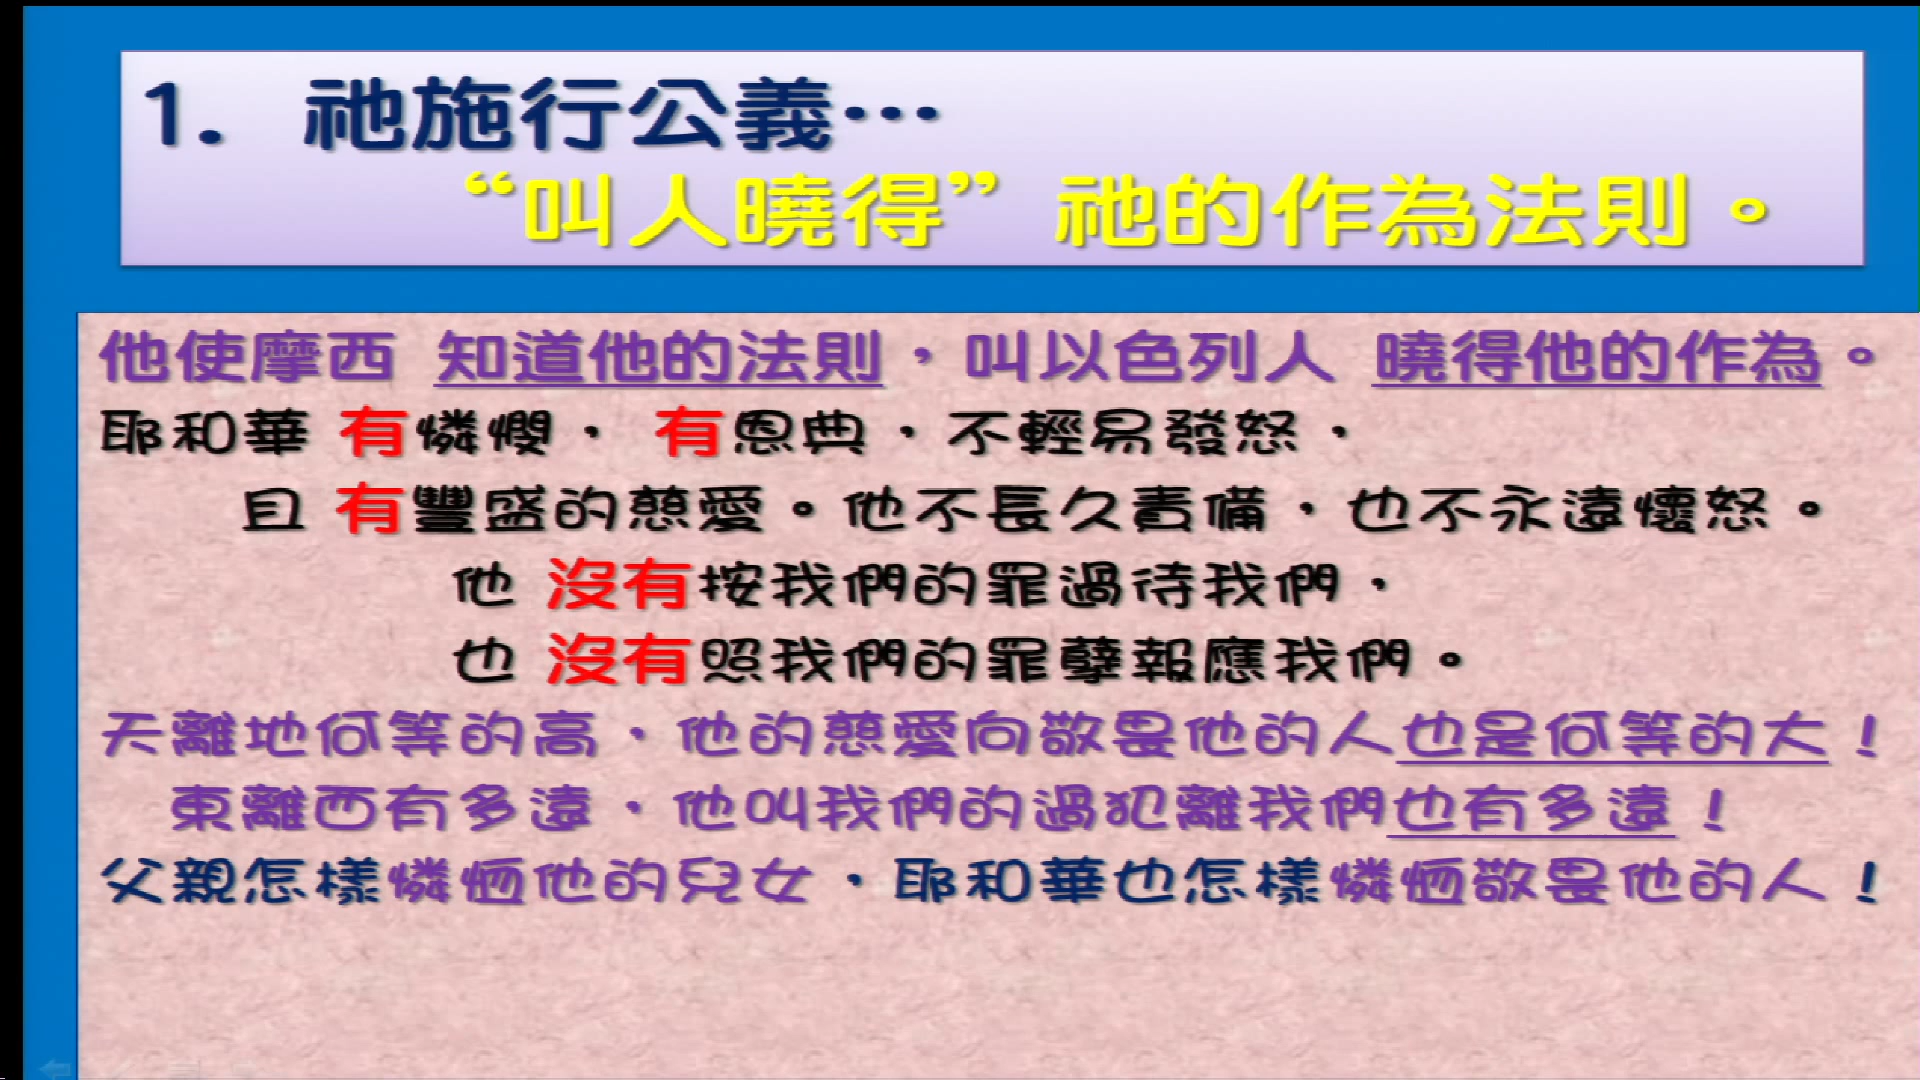 1. 祂施行公義…
“叫人曉得”祂的作為法則。
他使摩西 知道他的法則，叫以色列人 曉得他的作為。
耶和華 有憐憫， 有恩典，不輕易發怒，
且 有豐盛的慈愛。他不長久責備，也不永遠懷怒。
他 沒有按我們的罪過待我們，
也 沒有照我們的罪孽報應我們。
天離地何等的高，他的慈愛向敬畏他的人也是何等的大！
東離西有多遠，他叫我們的過犯離我們也有多遠！
父親怎樣憐恤他的兒女，耶和華也怎樣憐恤敬畏他的人！